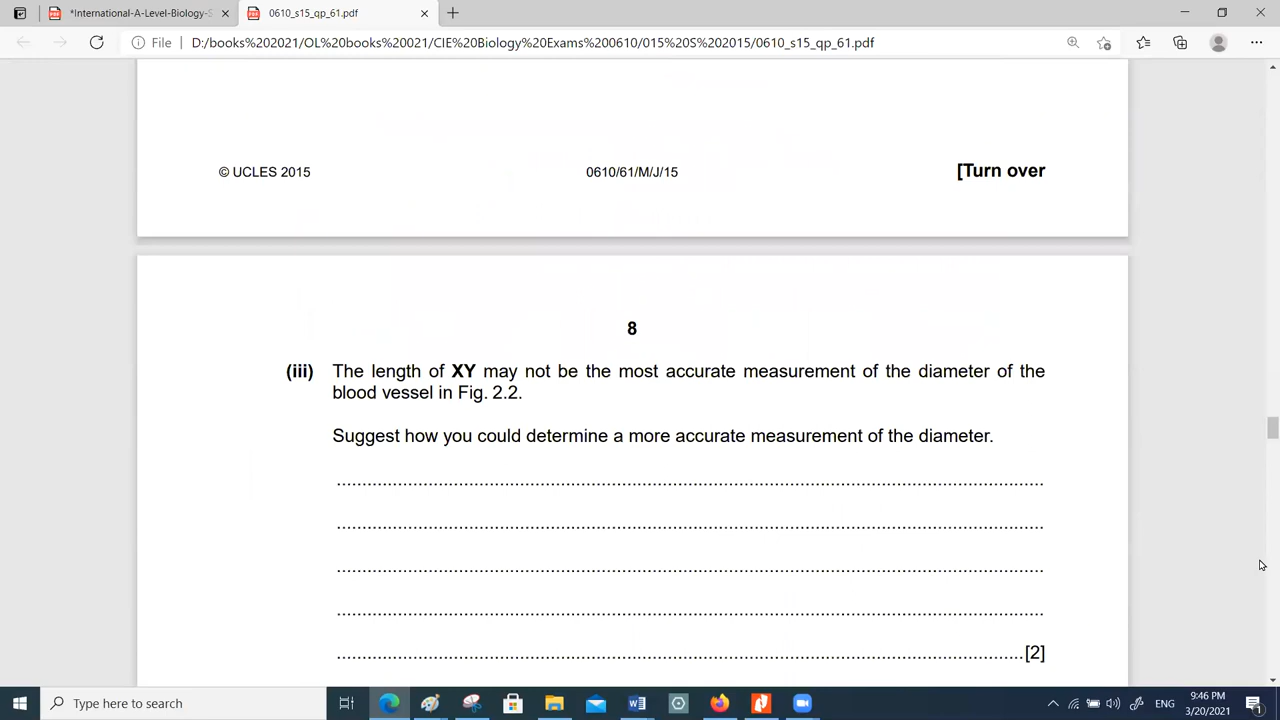 *International-A-Level-Biology-S
0610_s15_qp_61.pdf
File
D:/books%202021/OL%20books%20021/CIE%20Biology%20Exams%200610/015%20S%202015/0610_s15_qp_61.pdf
© UCLES 2015
0610/61/M/J/15
[Turn over
8
(iii) The length of XY may not be the most accurate measurement of the diameter of the
blood vessel in Fig. 2.2.
Suggest how you could determine a more accurate measurement of the diameter.
[2]
Type here to search
ENG
9:46 PM
3/20/2021